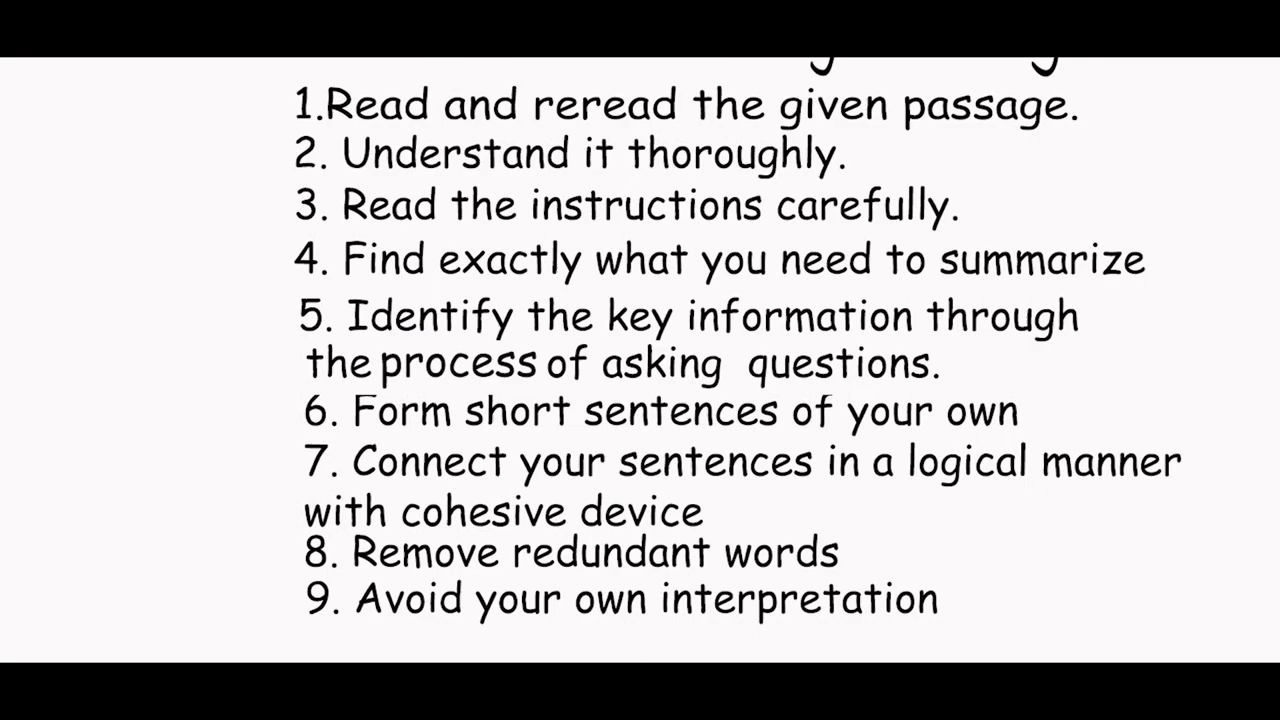 1.Read and reread the given passage.
2. Understand it thoroughly.
3. Read the instructions carefully.
4. Find exactly what you need to summarize
5. Identify the key information through
the process of asking questions.
6. Form short sentences of your own
7. Connect your sentences in a logical manner
with cohesive device
8. Remove redundant words
9. Avoid your own interpretation